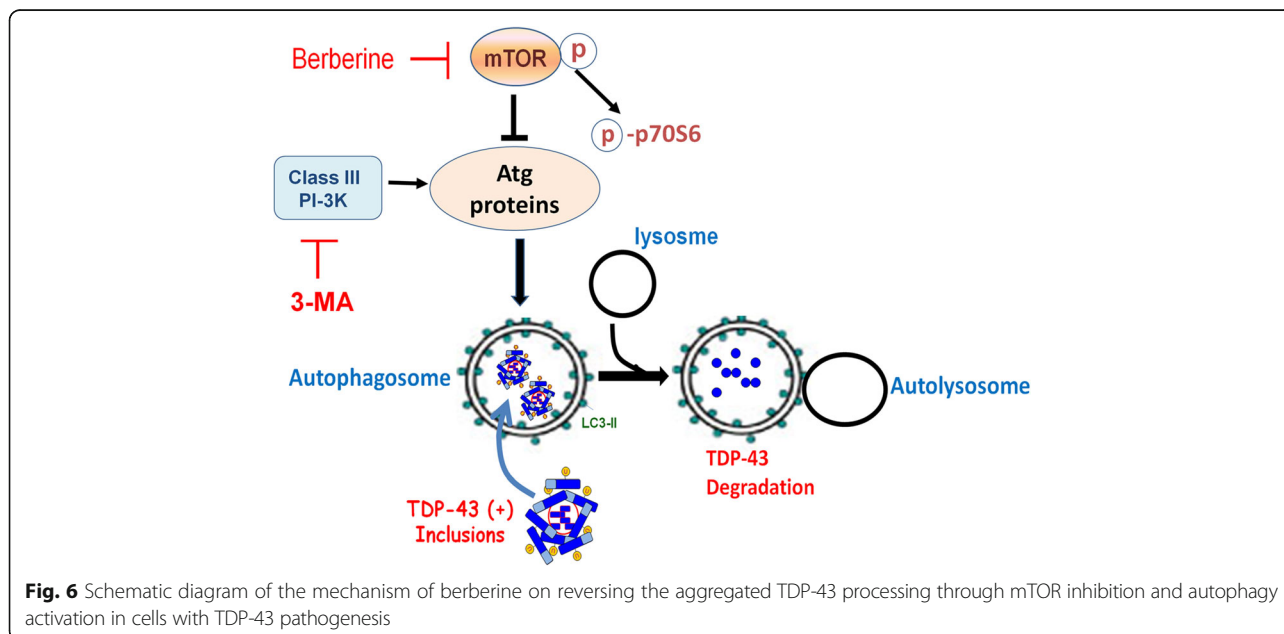 Berberine
mTOR
p
p -p70S6
Class III
PI-3K
Atg
proteins
3-MA
lysosme
Autophagosome
LC3-II
Autolysosome
TDP-43
Degradation
TDP-43 (+)
Inclusions
Fig. 6 Schematic diagram of the mechanism of berberine on reversing the aggregated TDP-43 processing through mTOR inhibition and autophagy
activation in cells with TDP-43 pathogenesis